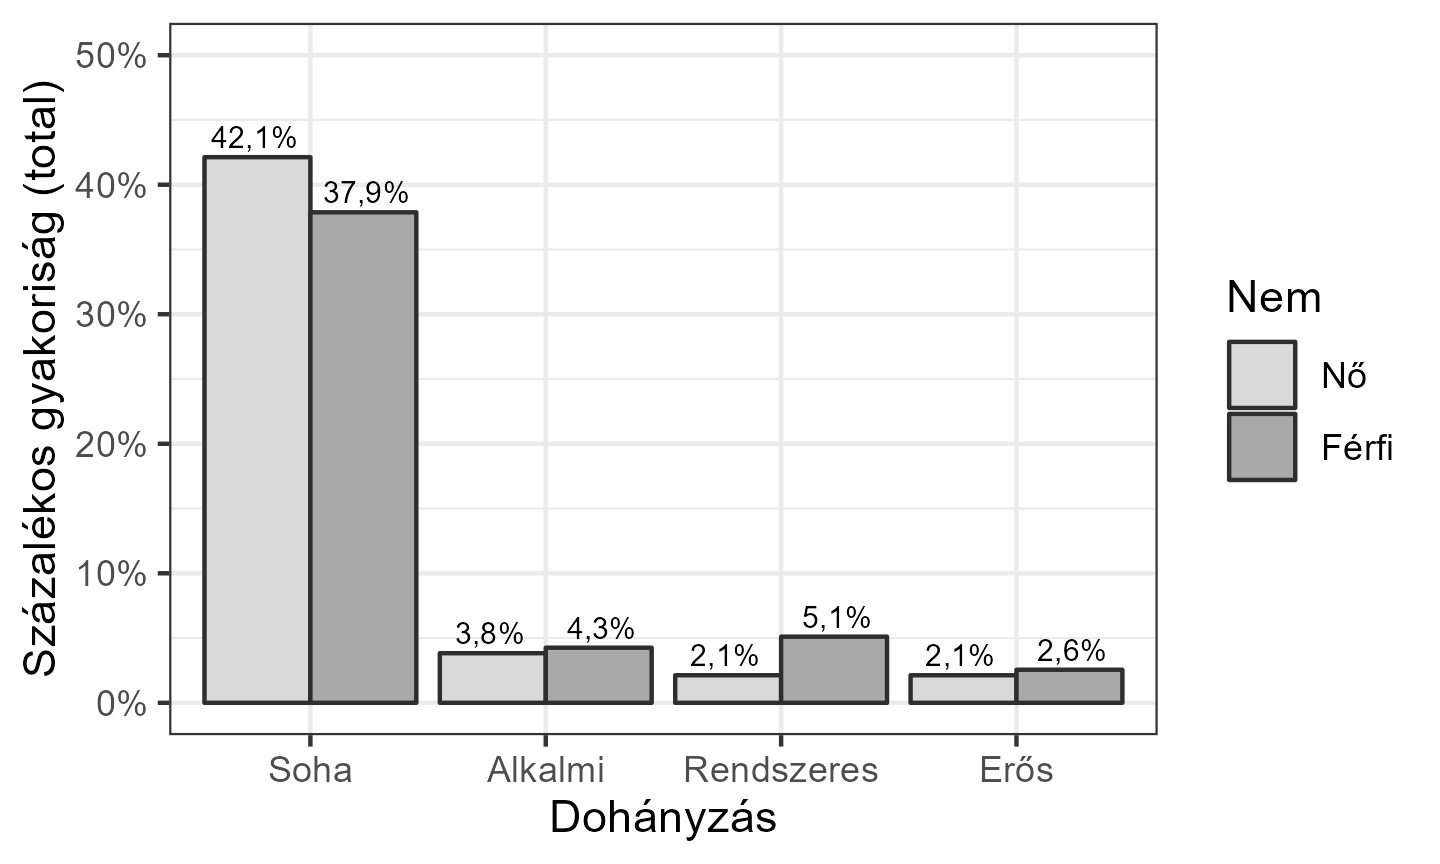 Százalékos gyakoriság (total)
50%
40%
30%
20%
10%
0%
42,1%
37,9%
3,8%
4,3%
2,1%
5,1%
2,1%
2,6%
Soha
Alkalmi
Rendszeres
Erős
Dohányzás
Nem
Nő
Férfi